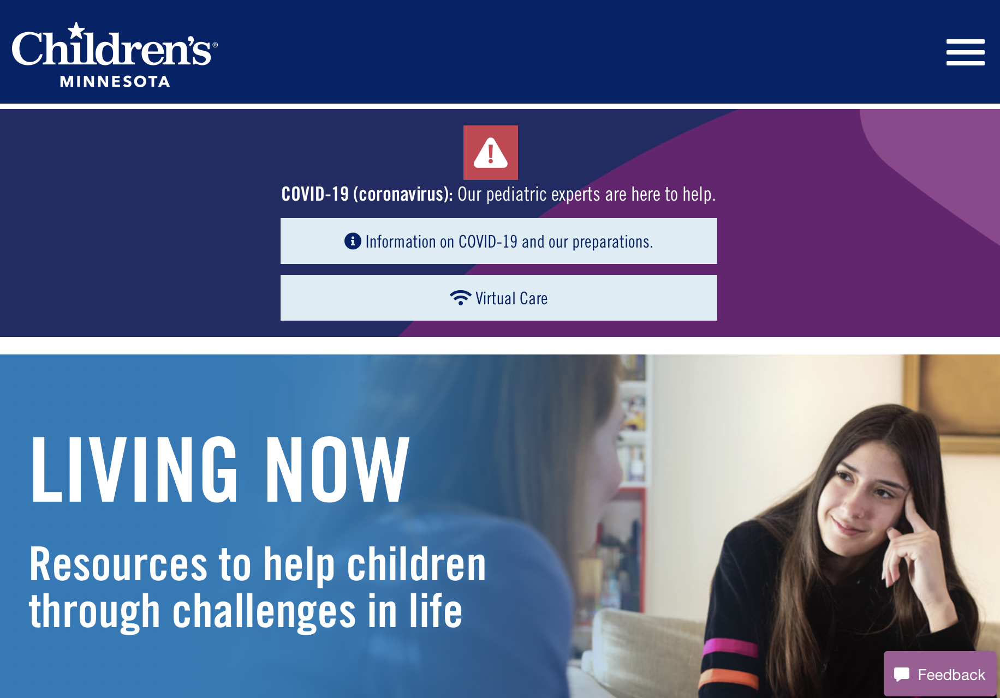 Children's®
MINNESOTA
COVID-19 (coronavirus): Our pediatric experts are here to help.
Information on COVID-19 and our preparations.
Virtual Care
LIVING NOW
Resources to help children
through challenges in life
Feedback